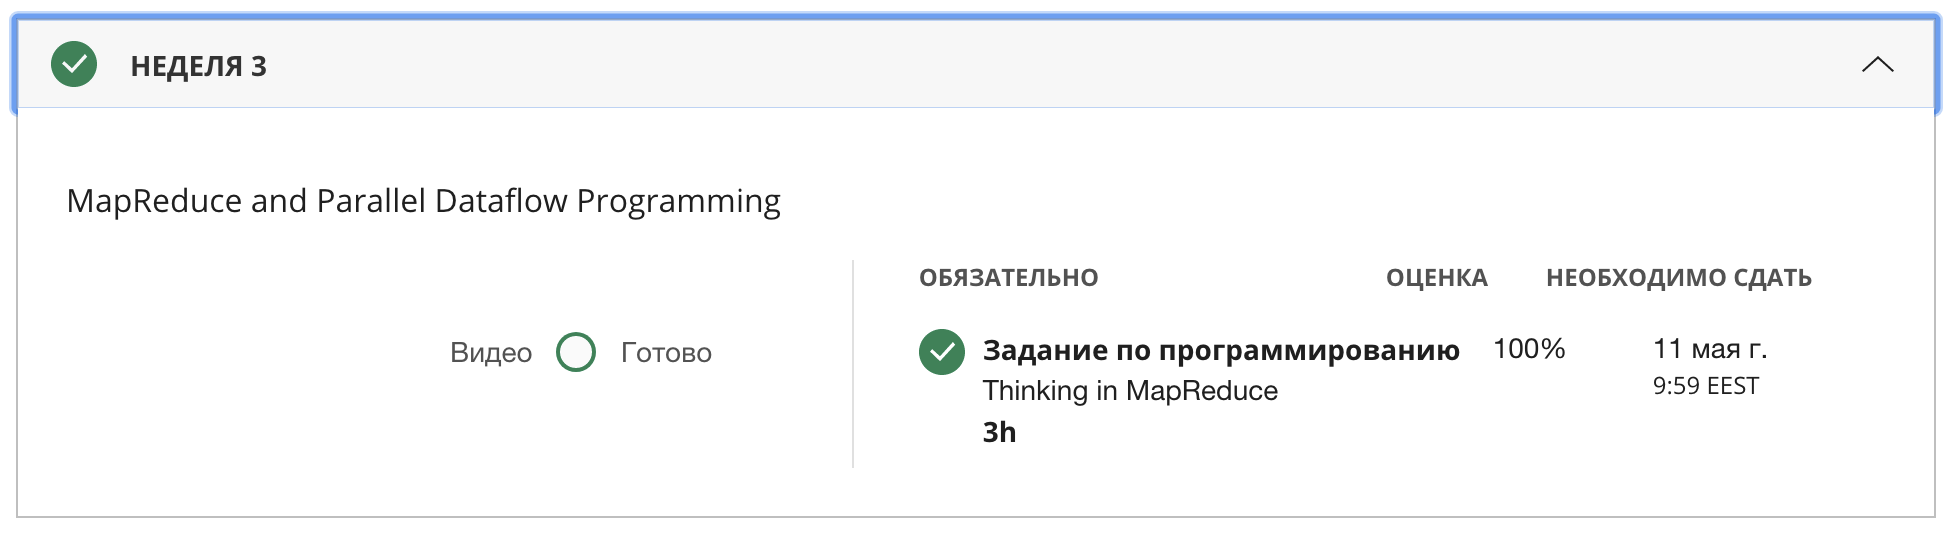 НЕДЕЛЯ 3
MapReduce and Parallel Dataflow Programming
Видео Готово
ОБЯЗАТЕЛЬНО ОЦЕНКА НЕОБХОДИМО СДАТЬ
Задание по программированию 100% 11 мая г.
Thinking in MapReduce 9:59 EEST
3h